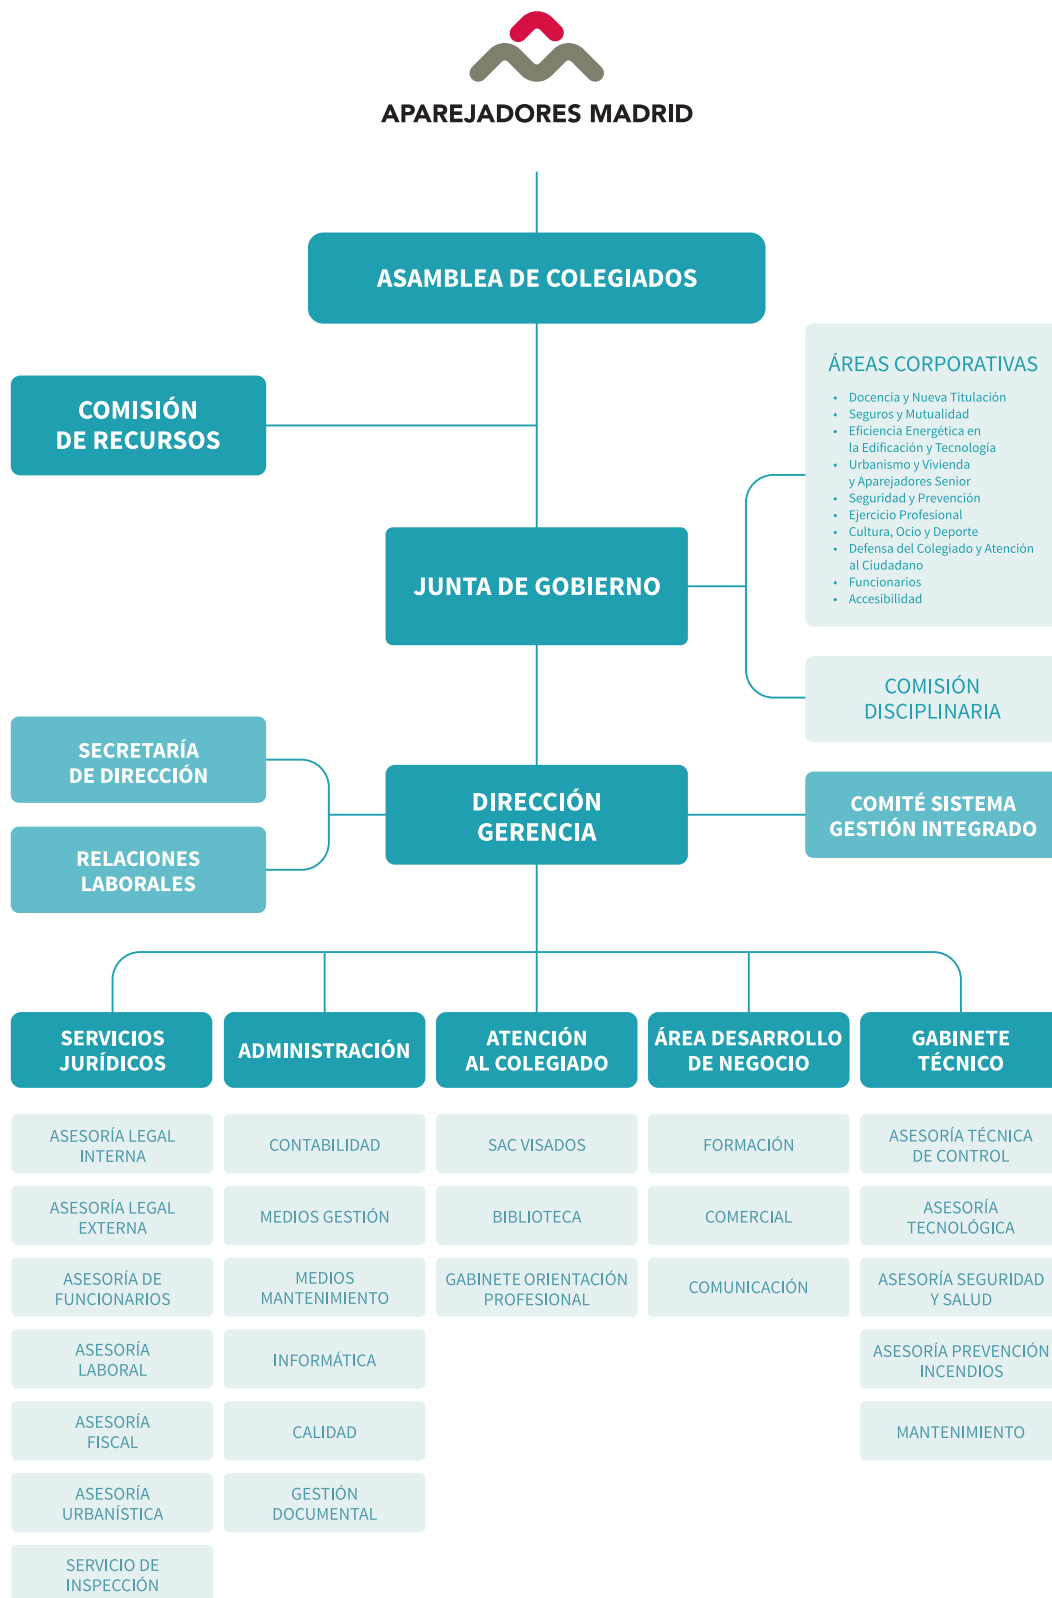 APAREJADORES MADRID
ASAMBLEA DE COLEGIADOS
COMISIÓN
DE RECURSOS
ÁREAS CORPORATIVAS
• Docencia y Nueva Titulación
• Seguros y Mutualidad
• Eficiencia Energética en
la Edificación y Tecnología
• Urbanismo y Vivienda
y Aparejadores Senior
• Seguridad y Prevención
• Ejercicio Profesional
• Cultura, Ocio y Deporte
• Defensa del Colegiado y Atención
al Ciudadano
• Funcionarios
• Accesibilidad
JUNTA DE GOBIERNO
COMISIÓN
DISCIPLINARIA
SECRETARÍA
DE DIRECCIÓN
RELACIONES
LABORALES
DIRECCIÓN
GERENCIA
COMITÉ SISTEMA
GESTIÓN INTEGRADO
SERVICIOS
JURÍDICOS
ASESORÍA LEGAL
INTERNA
ASESORÍA LEGAL
EXTERNA
ASESORÍA DE
FUNCIONARIOS
ASESORÍA
LABORAL
ASESORÍA
FISCAL
ASESORÍA
URBANÍSTICA
SERVICIO DE
INSPECCIÓN
ADMINISTRACIÓN
CONTABILIDAD
MEDIOS GESTIÓN
MEDIOS
MANTENIMIENTO
INFORMÁTICA
CALIDAD
GESTIÓN
DOCUMENTAL
ATENCIÓN
AL COLEGIADO
SAC VISADOS
BIBLIOTECA
GABINETE ORIENTACIÓN
PROFESIONAL
ÁREA DESARROLLO
DE NEGOCIO
FORMACIÓN
COMERCIAL
COMUNICACIÓN
GABINETE
TÉCNICO
ASESORÍA TÉCNICA
DE CONTROL
ASESORÍA
TECNOLÓGICA
ASESORÍA SEGURIDAD
Y SALUD
ASESORÍA PREVENCIÓN
INCENDIOS
MANTENIMIENTO